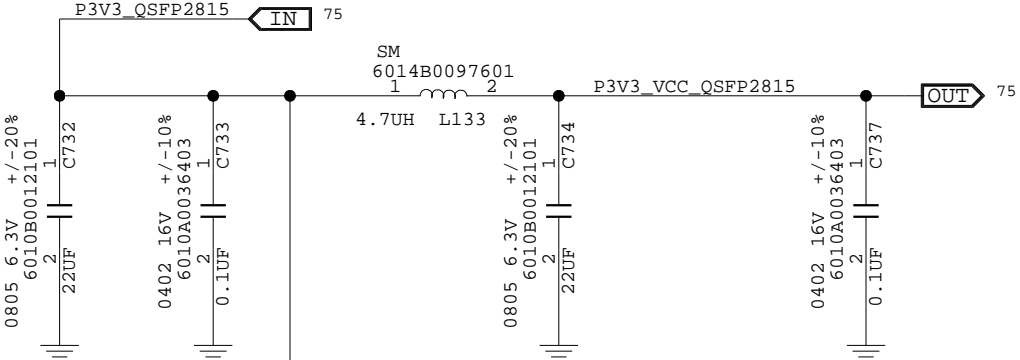 P3V3_QSFP2815
IN
75
SM
6014B0097601
1
2
4.7UH L133
P3V3_VCC_QSFP2815
OUT
75
0805 6.3V +/-20%
6010B0012101
1
2
C732
22UF
0402 16V +/-10%
6010A0036403
1
2
C733
0.1UF
0805 6.3V +/-20%
6010B0012101
1
2
C734
22UF
0402 16V +/-10%
6010A0036403
1
2
C737
0.1UF